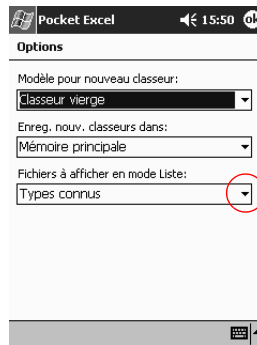 Pocket Excel 15:50 ok
Options
Modèle pour nouveau classeur:
Classeur vierge
Enreg. nouv. classeurs dans:
Mémoire principale
Fichiers à afficher en mode Liste:
Types connus